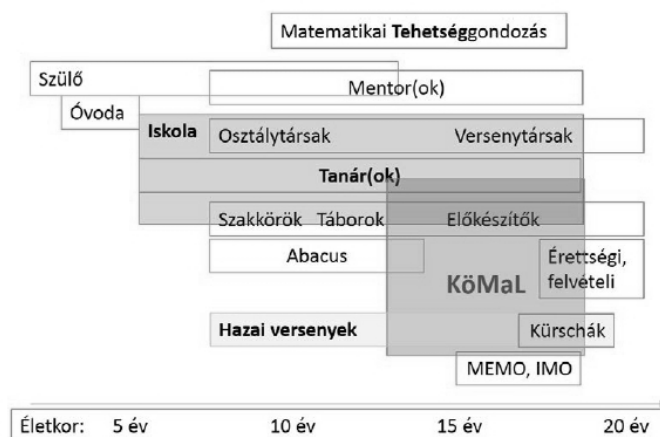 Matematikai Tehetséggondozás
Szülő
Mentor(ok)
Óvoda
Iskola
Osztálytársak
Versenytársak
Tanár(ok)
Szakkörök Táborok Előkészítők
Abacus
Érettségi,
felvételi
KöMaL
Hazai versenyek
Kürschák
MEMO, IMO
Életkor: 5 év 10 év 15 év 20 év